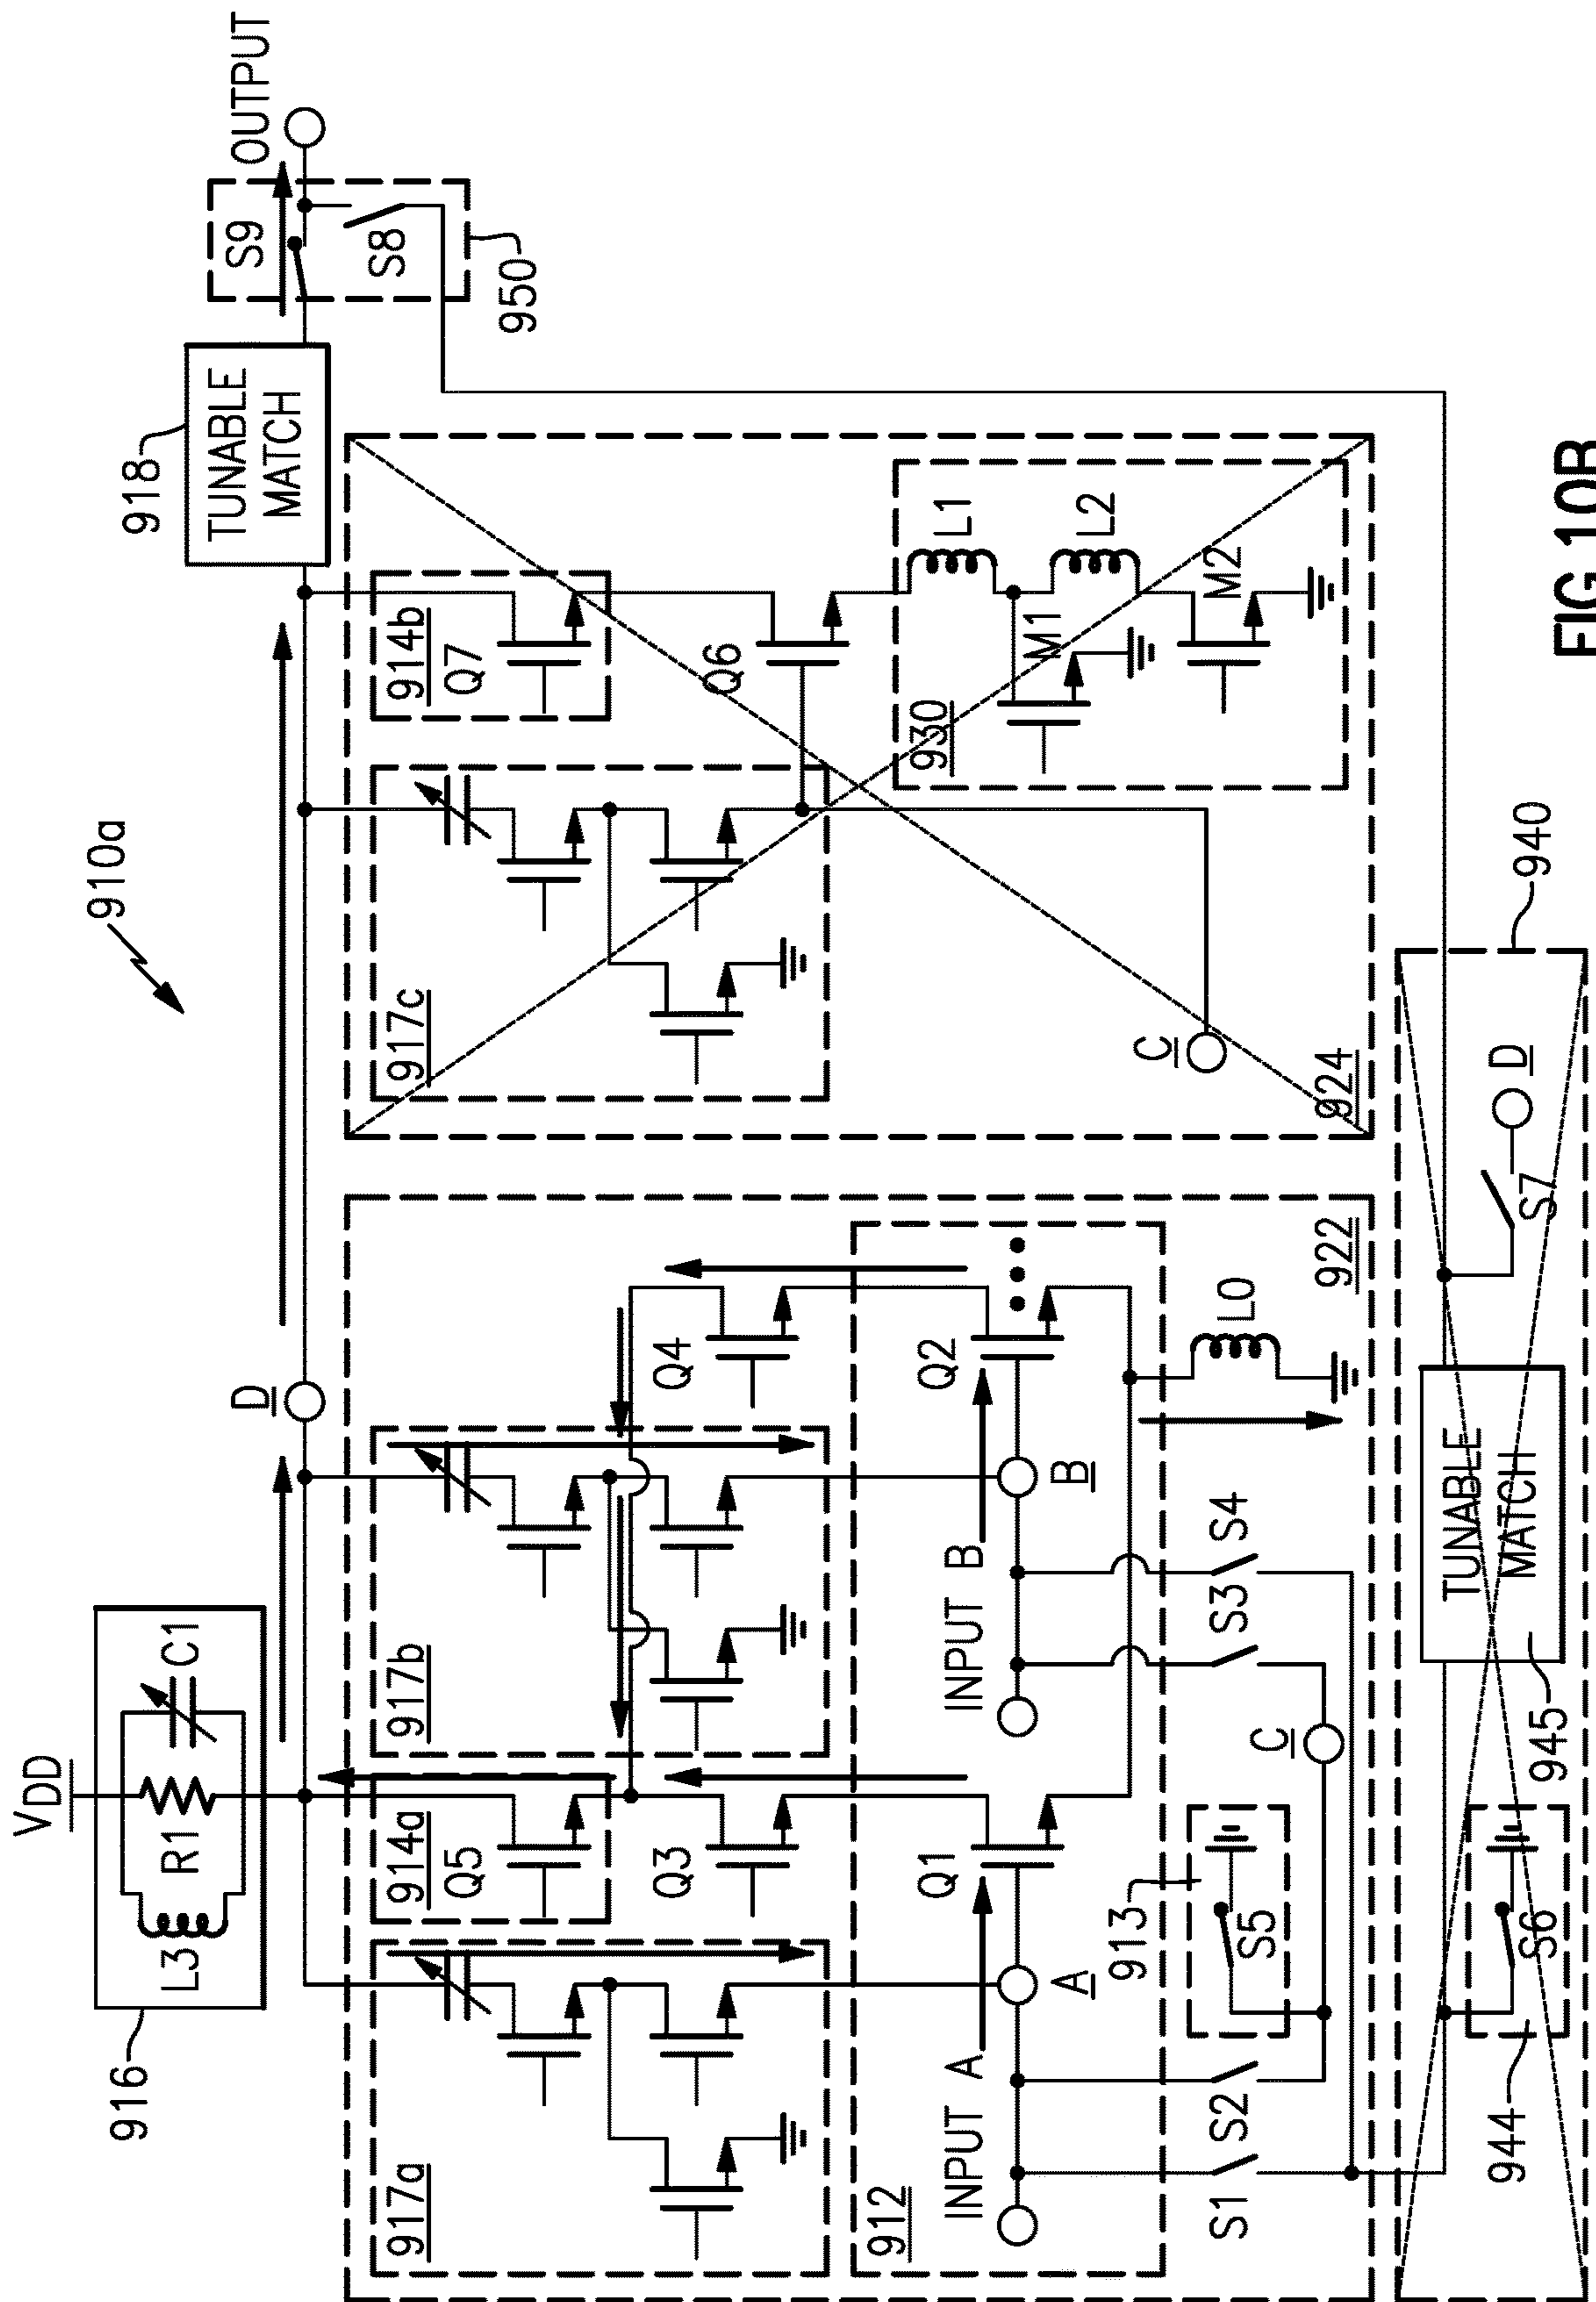 910a
VDD
916
L3
R1
C1
D
918
TUNABLE
MATCH
S9
OUTPUT
S8
950
917a
914a
Q5
917b
Q3
Q4
917c
914b
Q7
Q6
930
L1
M1
L2
M2
912
INPUT A
A
Q1
INPUT B
B
Q2
S1
S2
913
S5
C
S3
S4
L0
922
C
924
944
S6
945
TUNABLE
MATCH
S7
D
940
FIG.10B